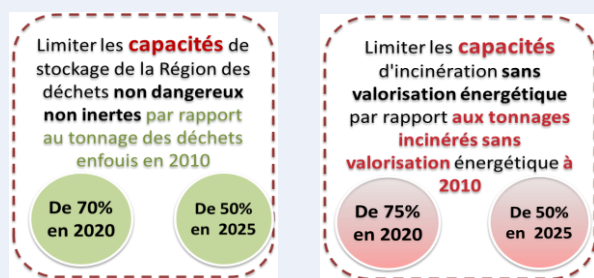 Limiter les capacités de
stockage de la Région des
déchets non dangereux
non inertes par rapport
au tonnage des déchets
enfouis en 2010
De 70%
en 2020
De 50%
en 2025
Limiter les capacités
d'incinération sans
valorisation énergétique
par rapport aux tonnages
incinérés sans
valorisation énergétique à
2010
De 75%
en 2020
De 50%
en 2025